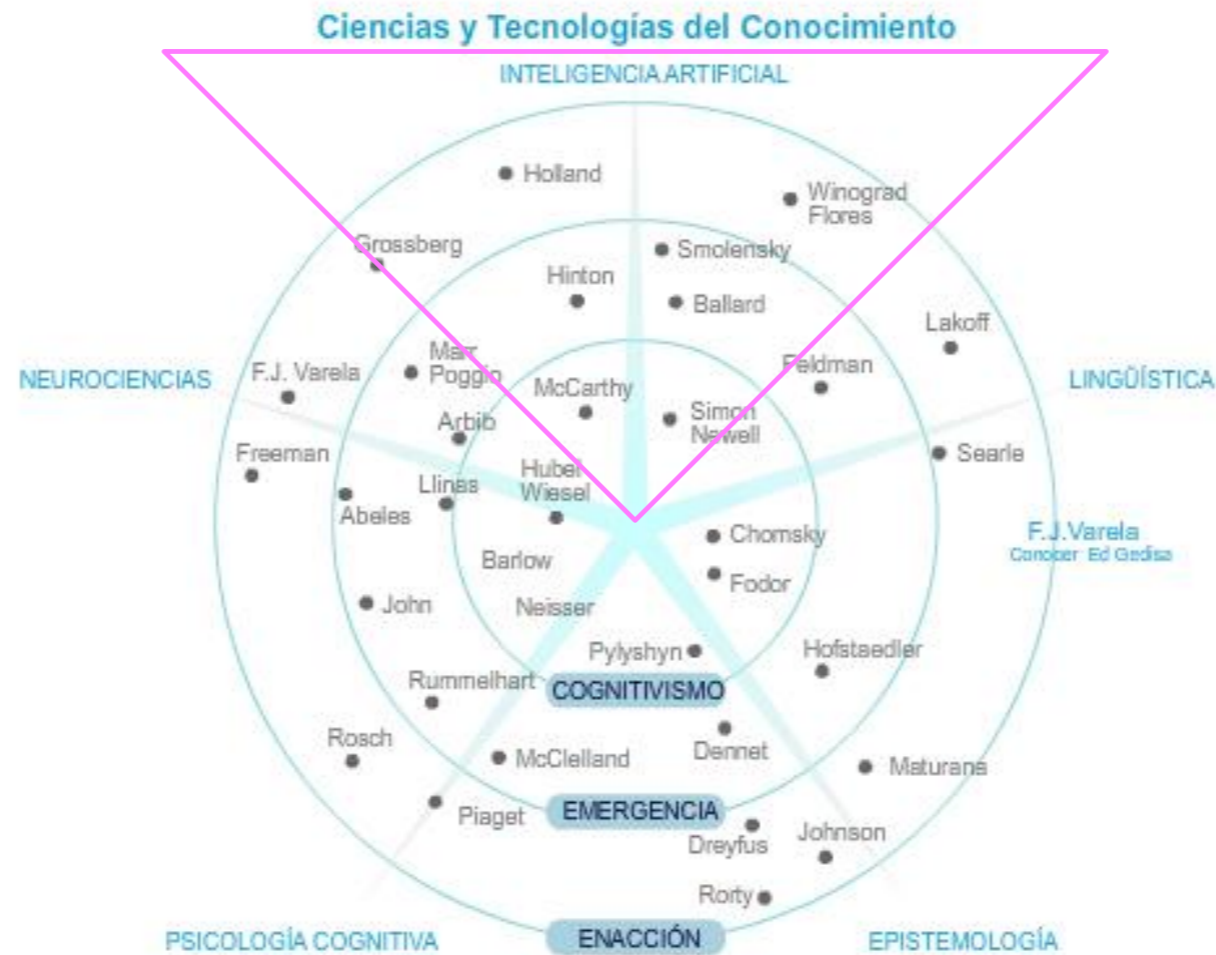 Ciencias y Tecnologías del Conocimiento
INTELIGENCIA ARTIFICIAL
Holland
Winograd
Flores
Grossberg
Smolensky
Hinton
Ballard
Lakoff
Marr
Poggio
Feldman
F.J. Varela
NEUROCIENCIAS
LINGÜÍSTICA
McCarthy
Arbib
Simon
Newell
Freeman
Searle
Hubel
Wiesel
Llinas
Abeles
Chomsky
F.J.Varela
Conocer Ed Gedisa
Barlow
Fodor
John
Neisser
Pylyshyn
Hofstaedler
Rummelhart
COGNITIVISMO
Rosch
Dennet
McClelland
Maturana
EMERGENCIA
Piaget
Dreyfus
Johnson
Rorty
PSICOLOGÍA COGNITIVA
ENACCIÓN
EPISTEMOLOGÍA